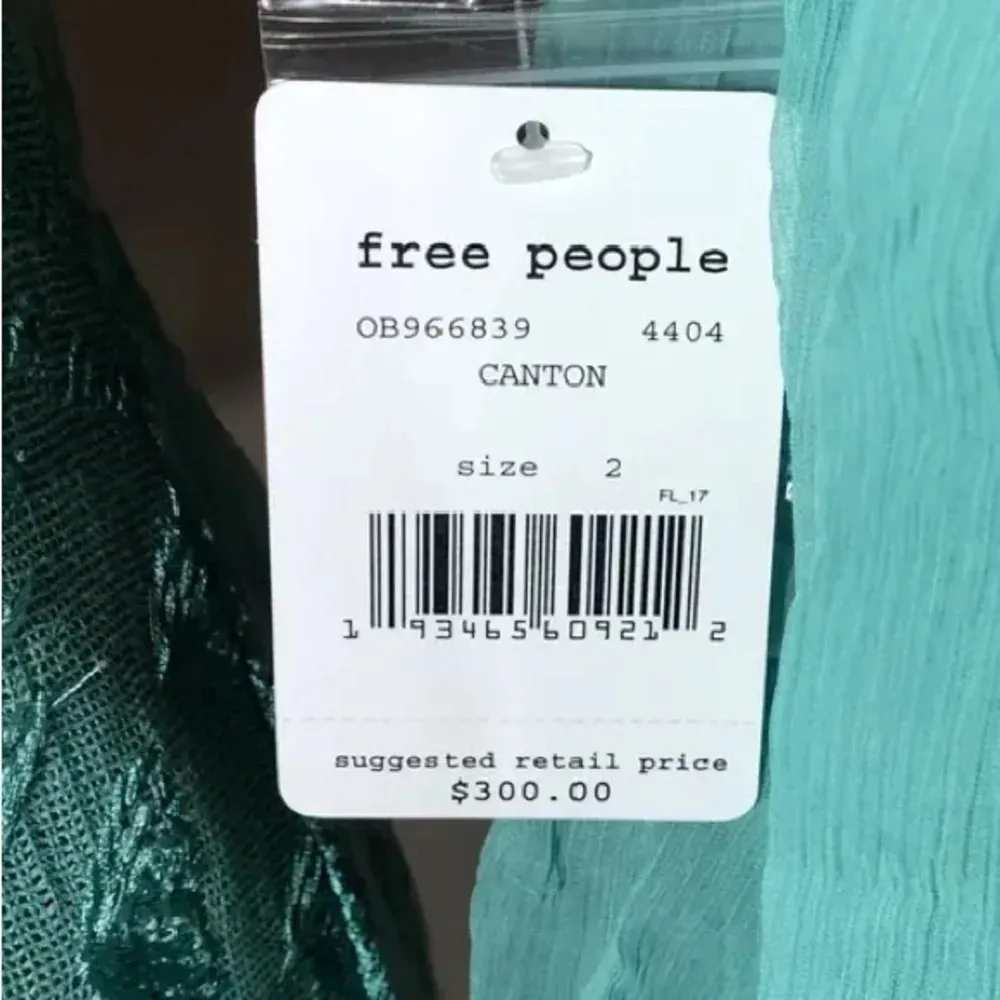 free people
OB966839 4404
CANTON
size 2
FL_17
1 93465 60921 2
suggested retail price
$300.00